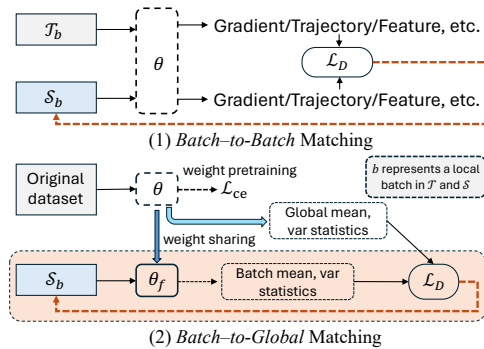 𝒯_b
θ
Gradient/Trajectory/Feature, etc.
ℒ_D
𝒮_b
Gradient/Trajectory/Feature, etc.
(1) Batch–to–Batch Matching
Original
dataset
θ
weight pretraining
ℒ_ce
b represents a local
batch in 𝒯 and 𝒮
Global mean,
var statistics
weight sharing
𝒮_b
θ_f
Batch mean, var
statistics
ℒ_D
(2) Batch–to–Global Matching